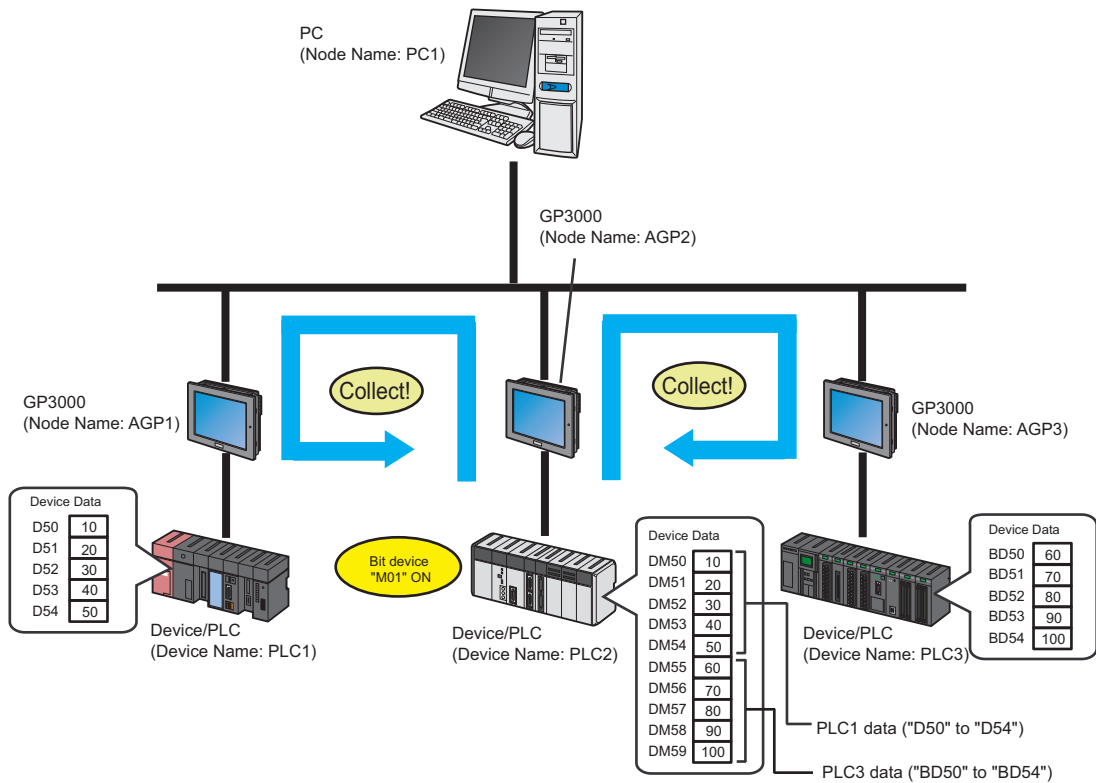 PC
(Node Name: PC1)
GP3000
(Node Name: AGP2)
Collect!
Collect!
GP3000
(Node Name: AGP1)
GP3000
(Node Name: AGP3)
Device Data
D50 10
D51 20
D52 30
D53 40
D54 50
Device/PLC
(Device Name: PLC1)
Bit device
"M01" ON
Device/PLC
(Device Name: PLC2)
Device Data
DM50 10
DM51 20
DM52 30
DM53 40
DM54 50
DM55 60
DM56 70
DM57 80
DM58 90
DM59 100
Device/PLC
(Device Name: PLC3)
Device Data
BD50 60
BD51 70
BD52 80
BD53 90
BD54 100
PLC1 data ("D50" to "D54")
PLC3 data ("BD50" to "BD54")